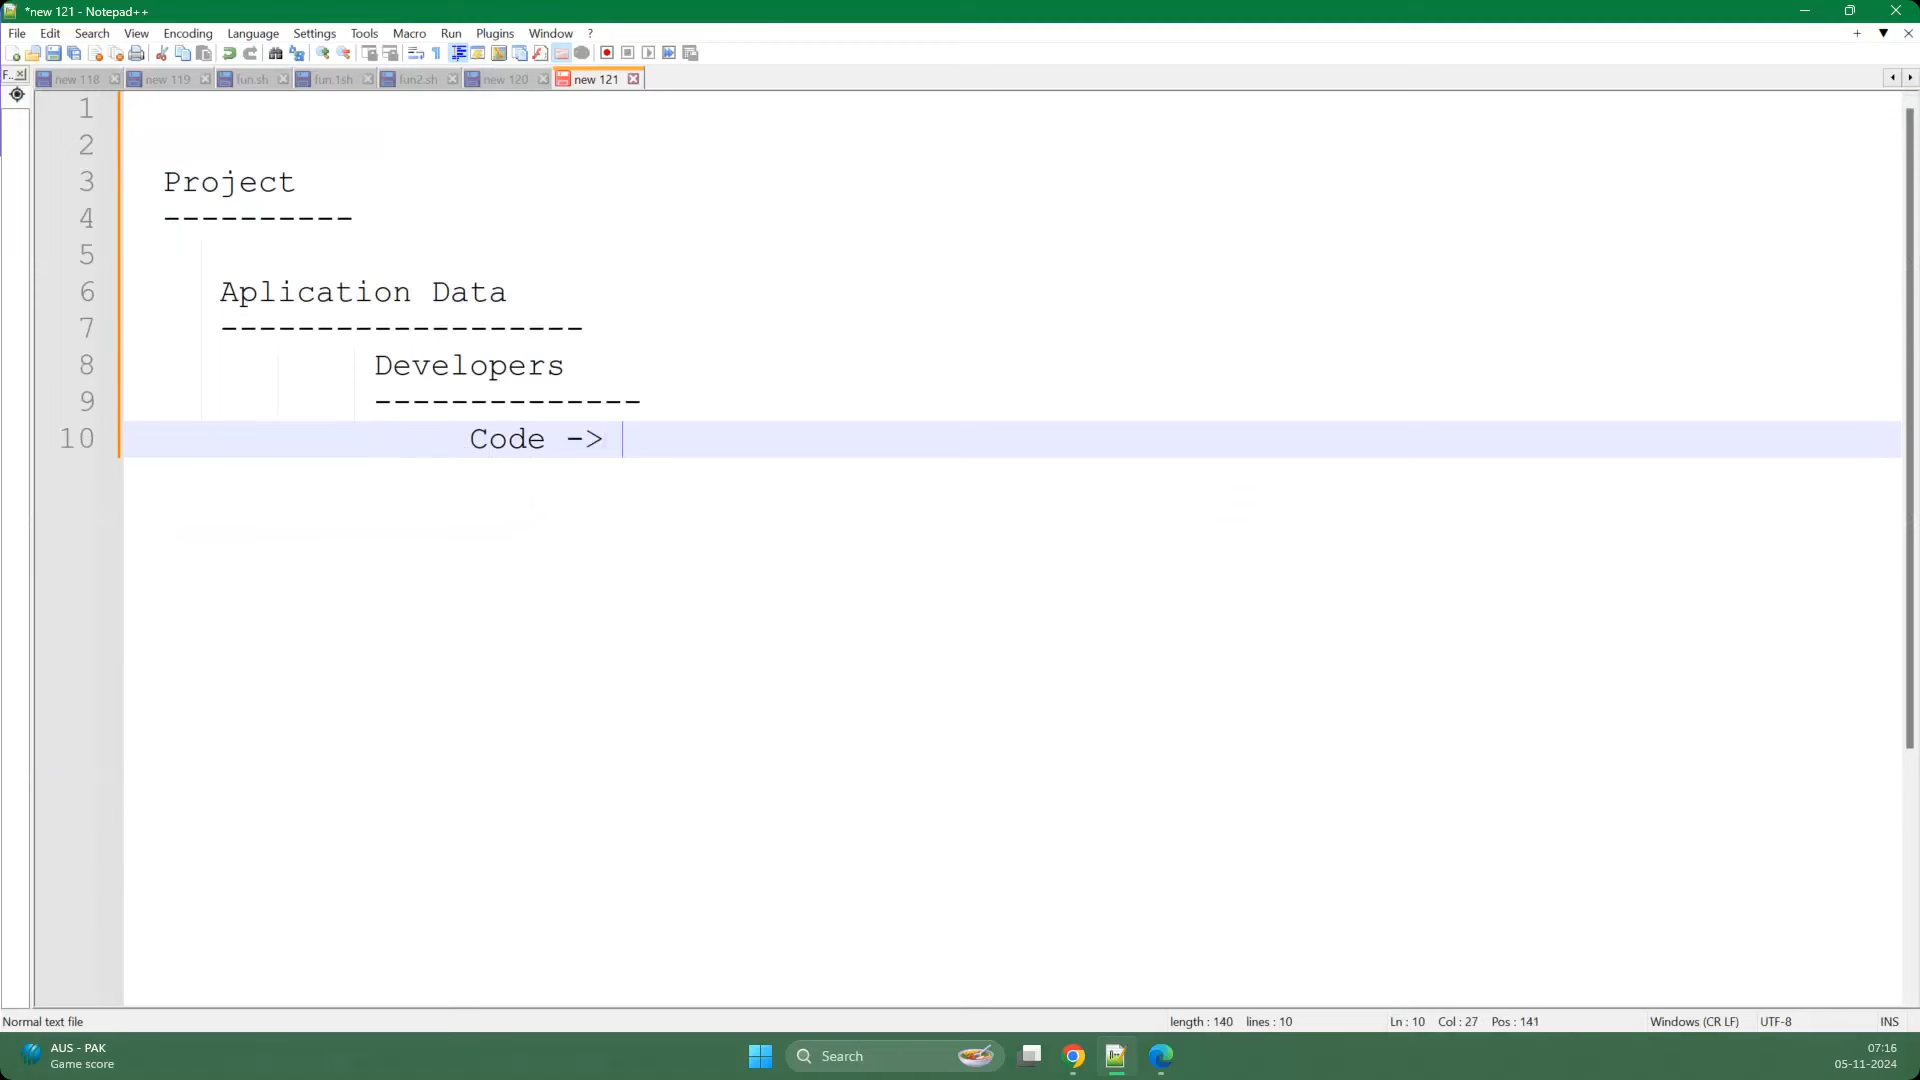 *new 121 - Notepad++
File Edit Search View Encoding Language Settings Tools Macro Run Plugins Window ?
F..
new 118 new 119 fun.sh fun.1sh fun2.sh new 120 new 121
1
2
3 Project
4 ----------
5
6 Aplication Data
7 -------------------
8 Developers
9 --------------
10 Code ->
Normal text file length : 140 lines : 10 Ln : 10 Col : 27 Pos : 141 Windows (CR LF) UTF-8 INS
AUS - PAK
Game score
Search
07:16
05-11-2024